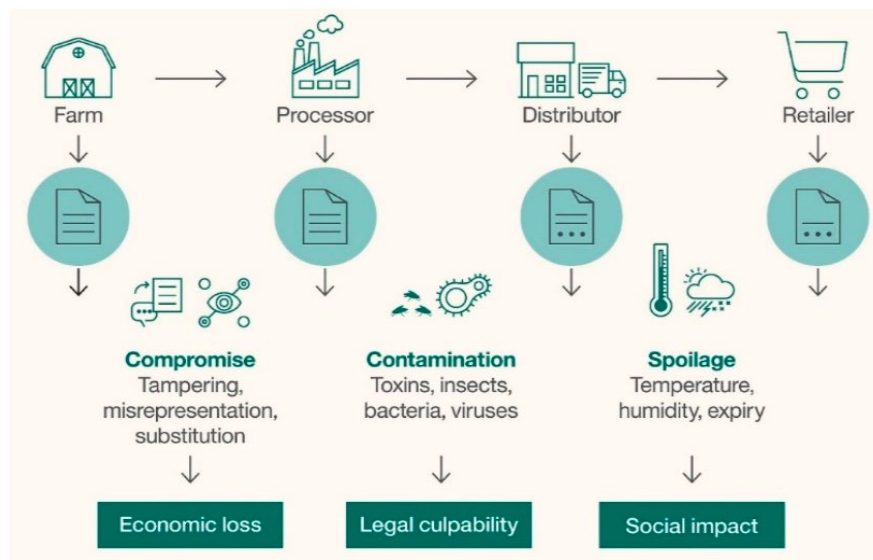 Farm
Processor
Distributor
Retailer
Compromise
Tampering,
misrepresentation,
substitution
Contamination
Toxins, insects,
bacteria, viruses
Spoilage
Temperature,
humidity, expiry
Economic loss
Legal culpability
Social impact